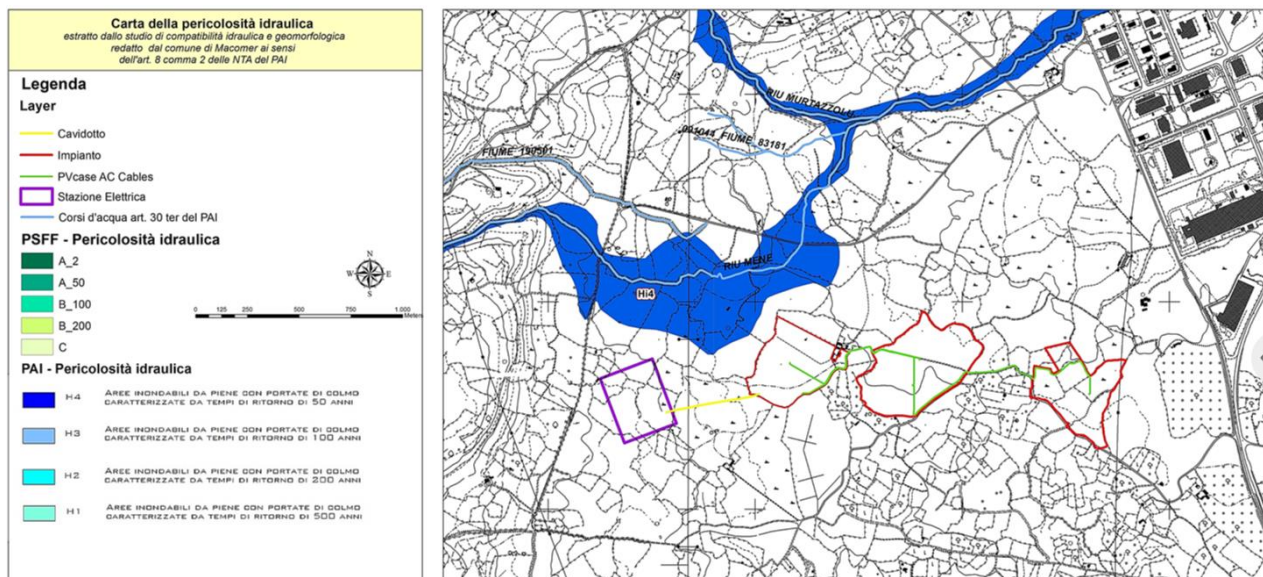 Carta della pericolosità idraulica
estratto dallo studio di compatibilità idraulica e geomorfologica
redatto dal comune di Macomer ai sensi
dell'art. 8 comma 2 delle NTA del PAI
Legenda
Layer
Cavidotto
Impianto
PVcase AC Cables
Stazione Elettrica
Corsi d'acqua art. 30 ter del PAI
PSFF - Pericolosità idraulica
A_2
A_50
B_100
B_200
C
N
W E
S
0 200 400 600 800 1.000
Meters
PAI - Pericolosità idraulica
H4 AREE INONDABILI DA PIENE CON PORTATE DI COLMO
CARATTERIZZATE DA TEMPI DI RITORNO DI 50 ANNI
H3 AREE INONDABILI DA PIENE CON PORTATE DI COLMO
CARATTERIZZATE DA TEMPI DI RITORNO DI 100 ANNI
H2 AREE INONDABILI DA PIENE CON PORTATE DI COLMO
CARATTERIZZATE DA TEMPI DI RITORNO DI 200 ANNI
H1 AREE INONDABILI DA PIENE CON PORTATE DI COLMO
CARATTERIZZATE DA TEMPI DI RITORNO DI 500 ANNI
RIU MURTAZZOLU
091044_FIUME_83181
FIUME_190501
RIU MENE
Hi4